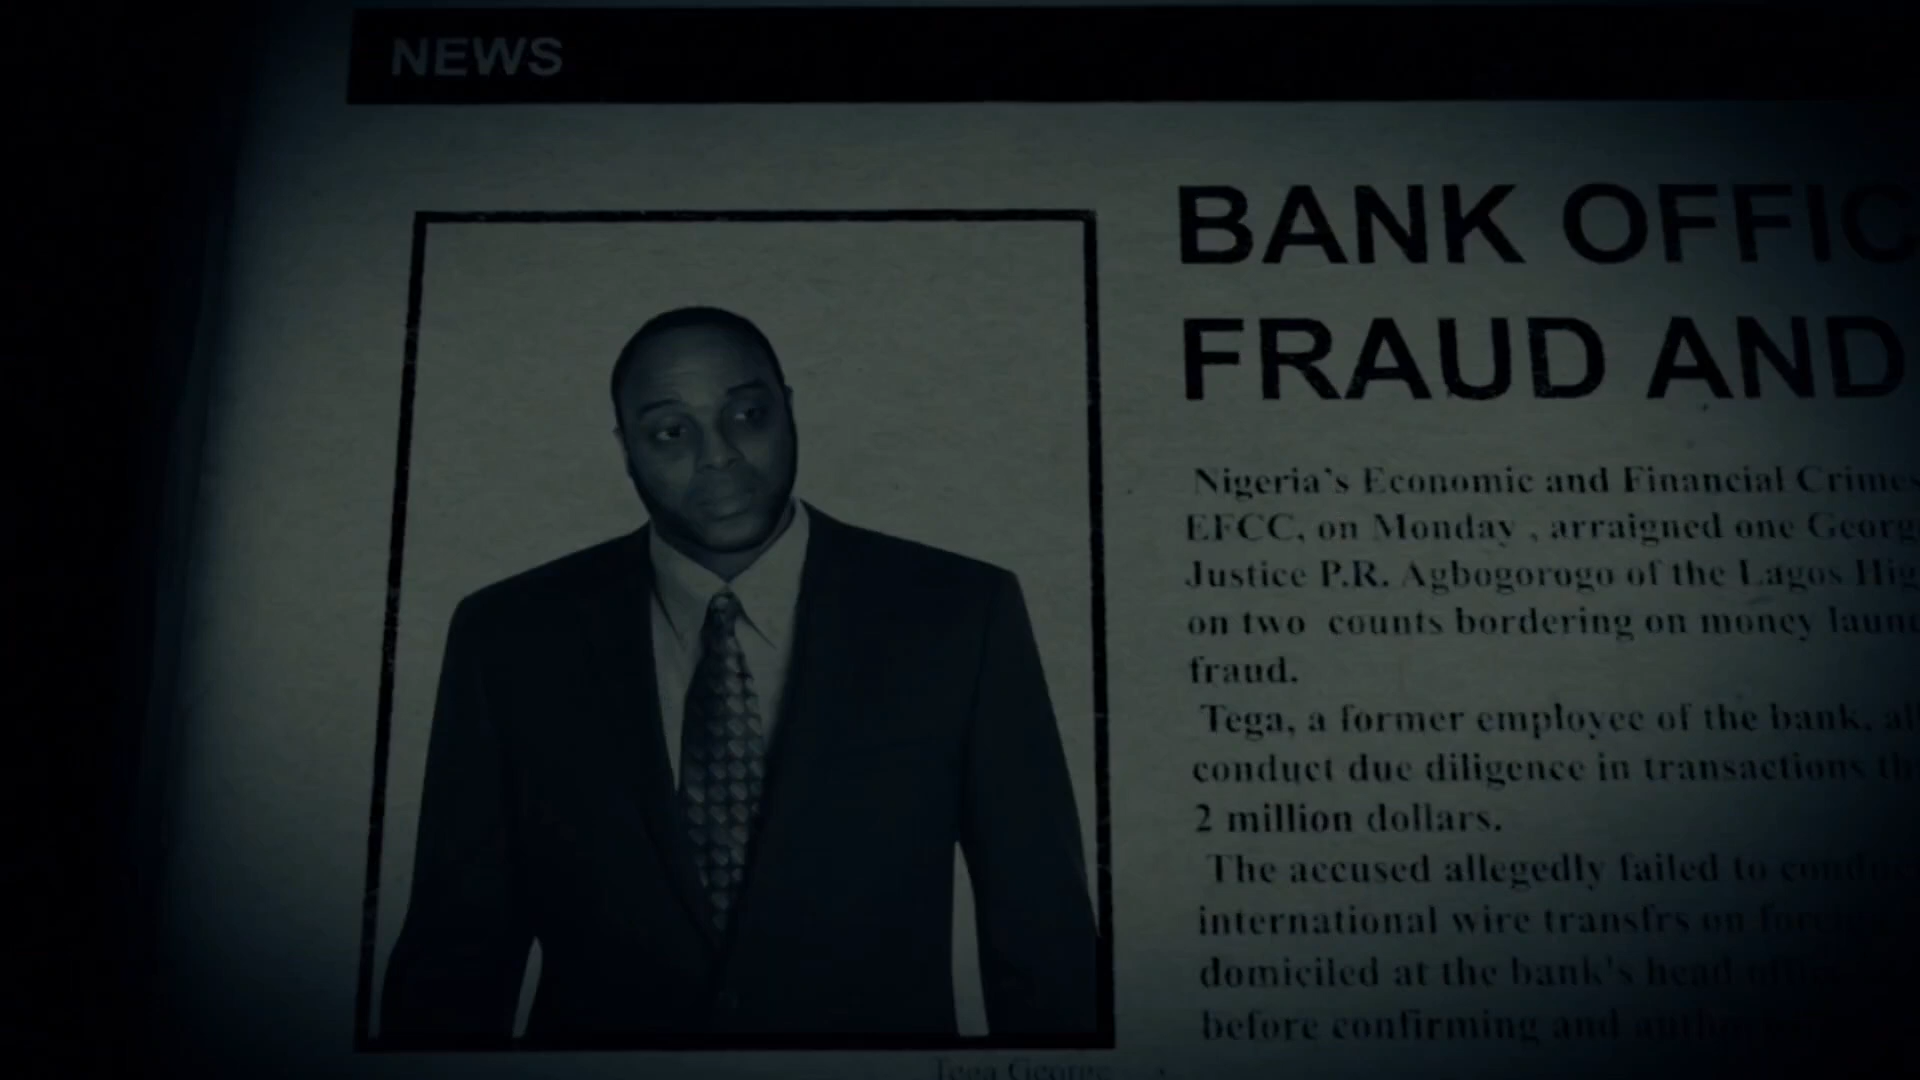 NEWS
BANK OFFIC
FRAUD AND
Nigeria's Economic and Financial Crimes
EFCC, on Monday , arraigned one Georg
Justice P.R. Agbogorogo of the Lagos Hig
on two counts bordering on money laun
fraud.
Tega, a former employee of the bank, al
conduct due diligence in transactions th
2 million dollars.
The accused allegedly failed to conduct
international wire transfrs on
domiciled at the bank's head
before confirming and
Tega George